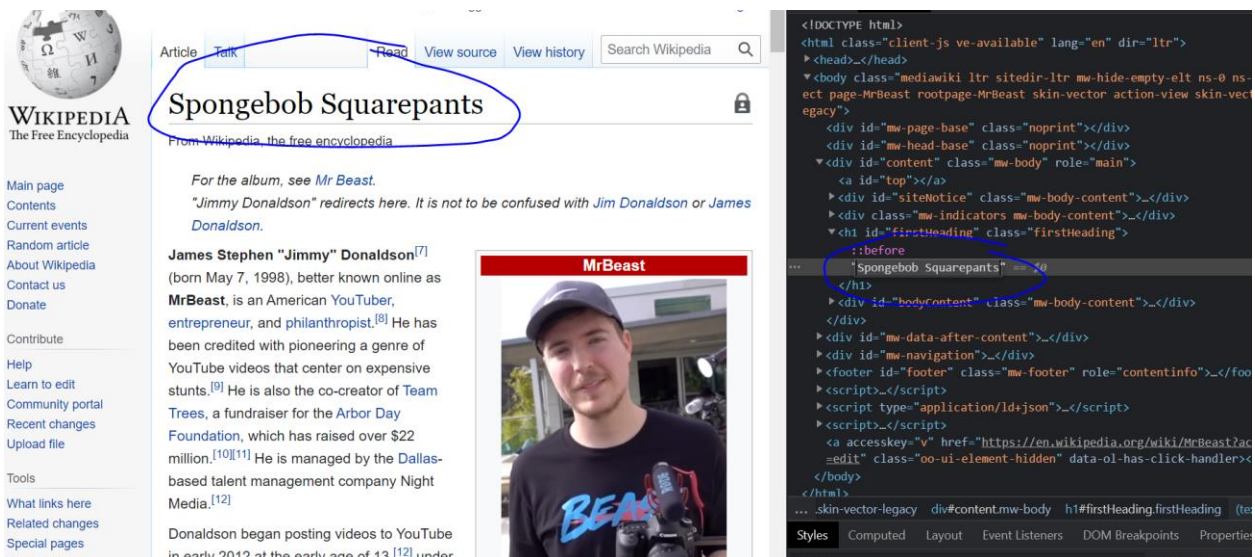 Article Talk Read View source View history Search Wikipedia
WIKIPEDIA
The Free Encyclopedia
Main page
Contents
Current events
Random article
About Wikipedia
Contact us
Donate
Contribute
Help
Learn to edit
Community portal
Recent changes
Upload file
Tools
What links here
Related changes
Special pages
Spongebob Squarepants
From Wikipedia, the free encyclopedia
For the album, see Mr Beast.
"Jimmy Donaldson" redirects here. It is not to be confused with Jim Donaldson or James
Donaldson.
James Stephen "Jimmy" Donaldson[7]
(born May 7, 1998), better known online as
MrBeast, is an American YouTuber,
entrepreneur, and philanthropist.[8] He has
been credited with pioneering a genre of
YouTube videos that center on expensive
stunts.[9] He is also the co-creator of Team
Trees, a fundraiser for the Arbor Day
Foundation, which has raised over $22
million.[10][11] He is managed by the Dallas-
based talent management company Night
Media.[12]
Donaldson began posting videos to YouTube
in early 2012 at the early age of 13,[12] under
MrBeast
BEAS
<!DOCTYPE html>
<html class="client-js ve-available" lang="en" dir="ltr">
▶<head>…</head>
▼<body class="mediawiki ltr sitedir-ltr mw-hide-empty-elt ns-0 ns-
ect page-MrBeast rootpage-MrBeast skin-vector action-view skin-vect
egacy">
<div id="mw-page-base" class="noprint"></div>
<div id="mw-head-base" class="noprint"></div>
▼<div id="content" class="mw-body" role="main">
<a id="top"></a>
▶<div id="siteNotice" class="mw-body-content">…</div>
▶<div class="mw-indicators mw-body-content">…</div>
▼<h1 id="firstHeading" class="firstHeading">
::before
… "Spongebob Squarepants" == $0
</h1>
▶<div id="bodyContent" class="mw-body-content">…</div>
</div>
▶<div id="mw-data-after-content">…</div>
▶<div id="mw-navigation">…</div>
▶<footer id="footer" class="mw-footer" role="contentinfo">…</foo
▶<script>…</script>
▶<script type="application/ld+json">…</script>
▶<script>…</script>
<a accesskey="v" href="https://en.wikipedia.org/wiki/MrBeast?ac
=edit" class="oo-ui-element-hidden" data-ol-has-click-handler><
</body>
</html>
… .skin-vector-legacy div#content.mw-body h1#firstHeading.firstHeading (te
Styles Computed Layout Event Listeners DOM Breakpoints Properties